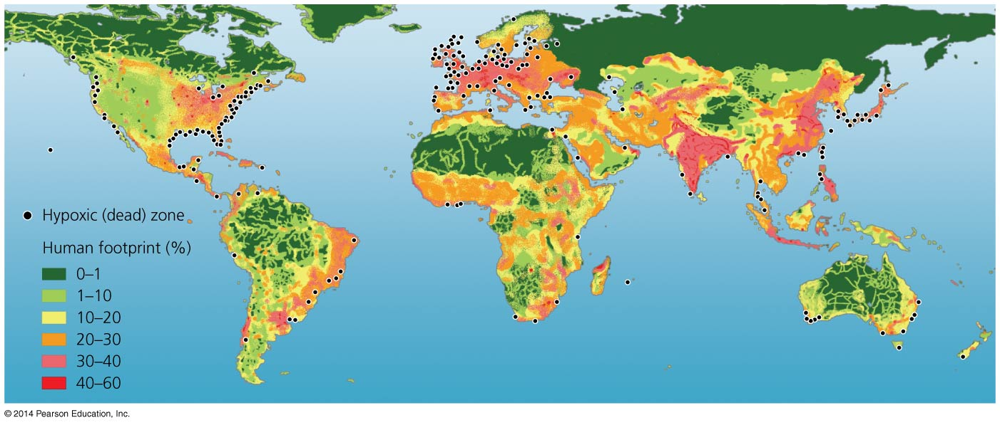 Hypoxic (dead) zone
Human footprint (%)
0–1
1–10
10–20
20–30
30–40
40–60
© 2014 Pearson Education, Inc.